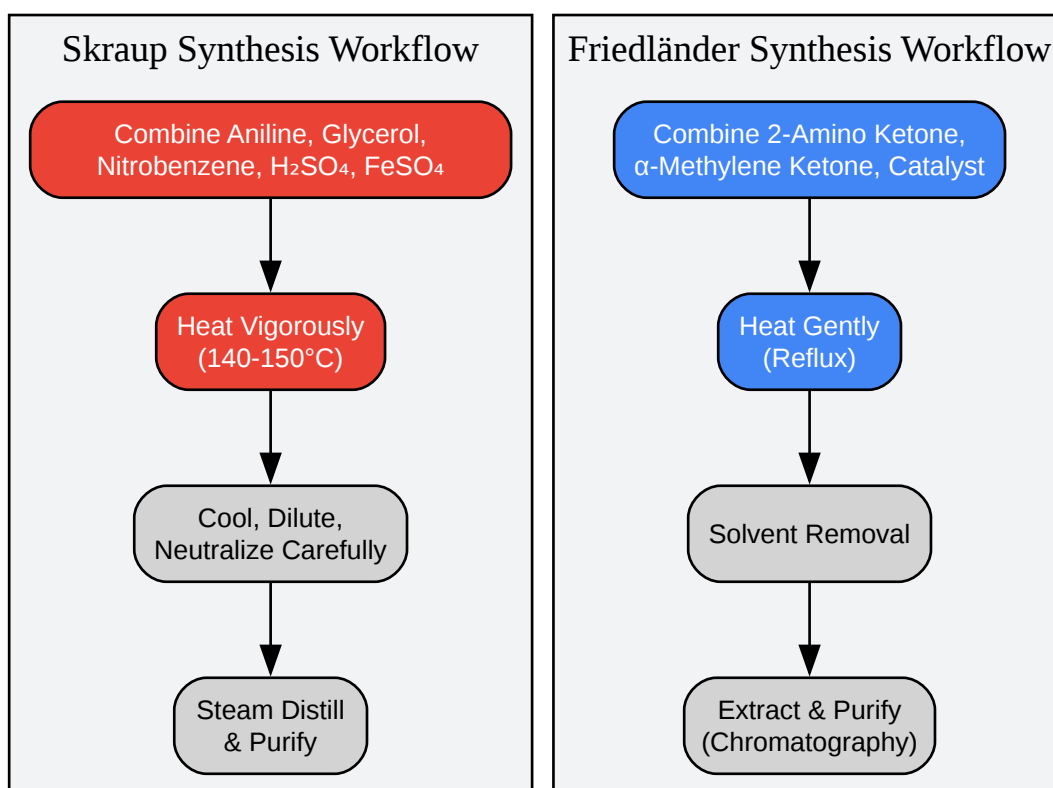 Skraup Synthesis Workflow
Combine Aniline, Glycerol,
Nitrobenzene, H₂SO₄, FeSO₄
Heat Vigorously
(140-150°C)
Cool, Dilute,
Neutralize Carefully
Steam Distill
& Purify
Friedländer Synthesis Workflow
Combine 2-Amino Ketone,
α-Methylene Ketone, Catalyst
Heat Gently
(Reflux)
Solvent Removal
Extract & Purify
(Chromatography)